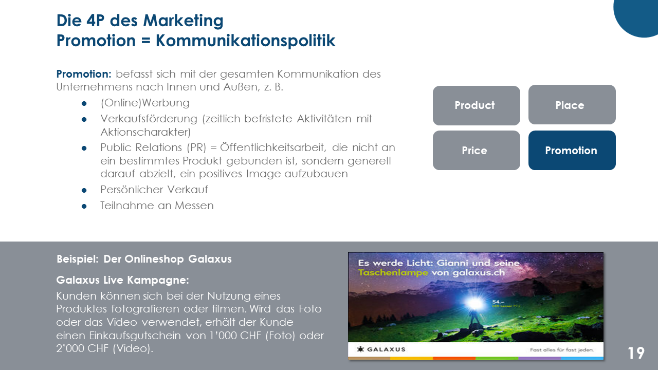 Die 4P des Marketing
Promotion = Kommunikationspolitik
Promotion: befasst sich mit der gesamten Kommunikation des
Unternehmens nach Innen und Außen, z. B.
● (Online)Werbung
● Verkaufsförderung (zeitlich befristete Aktivitäten mit
Aktionscharakter)
● Public Relations (PR) = Öffentlichkeitsarbeit, die nicht an
ein bestimmtes Produkt gebunden ist, sondern generell
darauf abzielt, ein positives Image aufzubauen
● Persönlicher Verkauf
● Teilnahme an Messen
Product
Place
Price
Promotion
Beispiel: Der Onlineshop Galaxus
Galaxus Live Kampagne:
Kunden können sich bei der Nutzung eines
Produktes fotografieren oder filmen. Wird das Foto
oder das Video verwendet, erhält der Kunde
einen Einkaufsgutschein von 1'000 CHF (Foto) oder
2'000 CHF (Video).
Es werde Licht: Gianni und seine
Taschenlampe von galaxus.ch
54.–
GALAXUS
Fast alles für fast jeden.
19